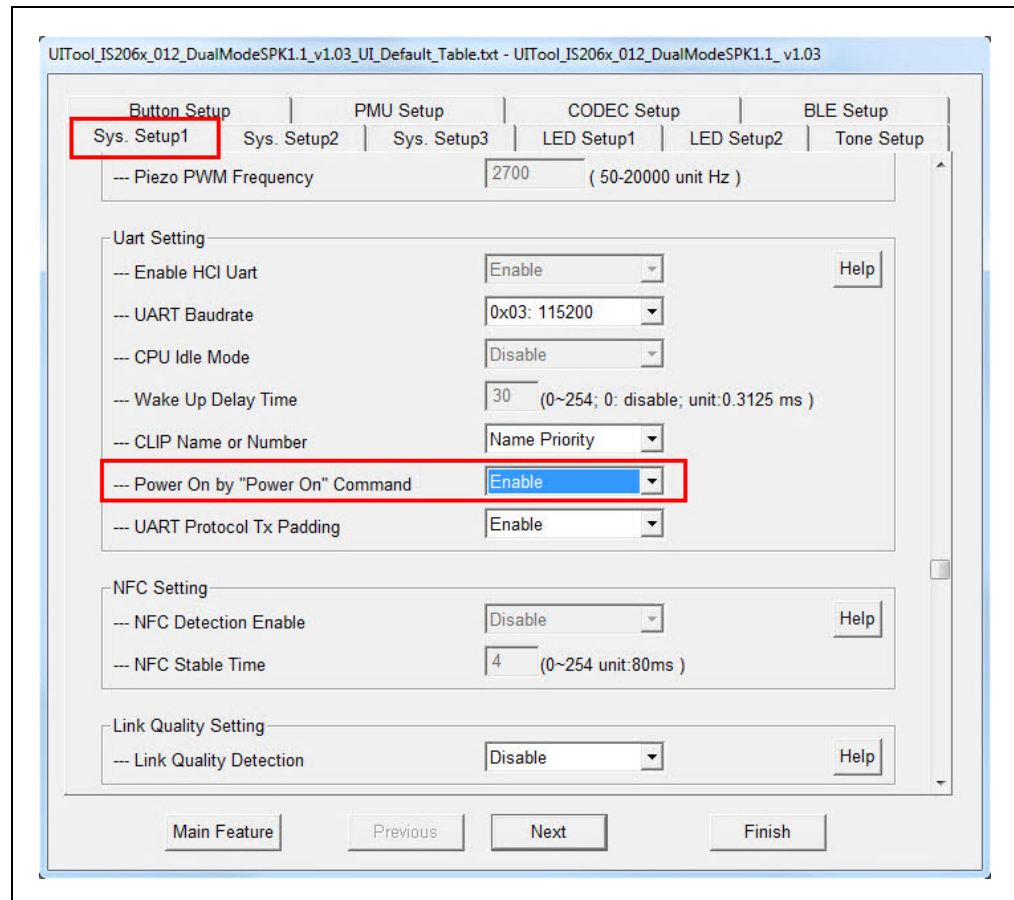 UITool_IS206x_012_DualModeSPK1.1_v1.03_UI_Default_Table.txt - UITool_IS206x_012_DualModeSPK1.1_ v1.03
Button Setup PMU Setup CODEC Setup BLE Setup
Sys. Setup1 Sys. Setup2 Sys. Setup3 LED Setup1 LED Setup2 Tone Setup
--- Piezo PWM Frequency 2700 ( 50-20000 unit Hz )
Uart Setting
--- Enable HCI Uart Enable Help
--- UART Baudrate 0x03: 115200
--- CPU Idle Mode Disable
--- Wake Up Delay Time 30 (0~254; 0: disable; unit:0.3125 ms )
--- CLIP Name or Number Name Priority
--- Power On by "Power On" Command Enable
--- UART Protocol Tx Padding Enable
NFC Setting
--- NFC Detection Enable Disable Help
--- NFC Stable Time 4 (0~254 unit:80ms )
Link Quality Setting
--- Link Quality Detection Disable Help
Main Feature Previous Next Finish